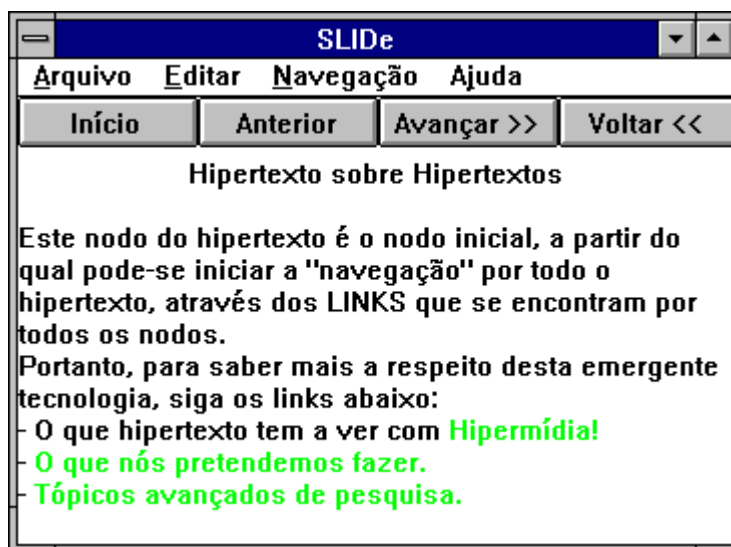 SLIDe
Arquivo Editar Navegação Ajuda
Início Anterior Avançar >> Voltar <<
Hipertexto sobre Hipertextos
Este nodo do hipertexto é o nodo inicial, a partir do
qual pode-se iniciar a "navegação" por todo o
hipertexto, através dos LINKS que se encontram por
todos os nodos.
Portanto, para saber mais a respeito desta emergente
tecnologia, siga os links abaixo:
- O que hipertexto tem a ver com Hipermídia!
- O que nós pretendemos fazer.
- Tópicos avançados de pesquisa.